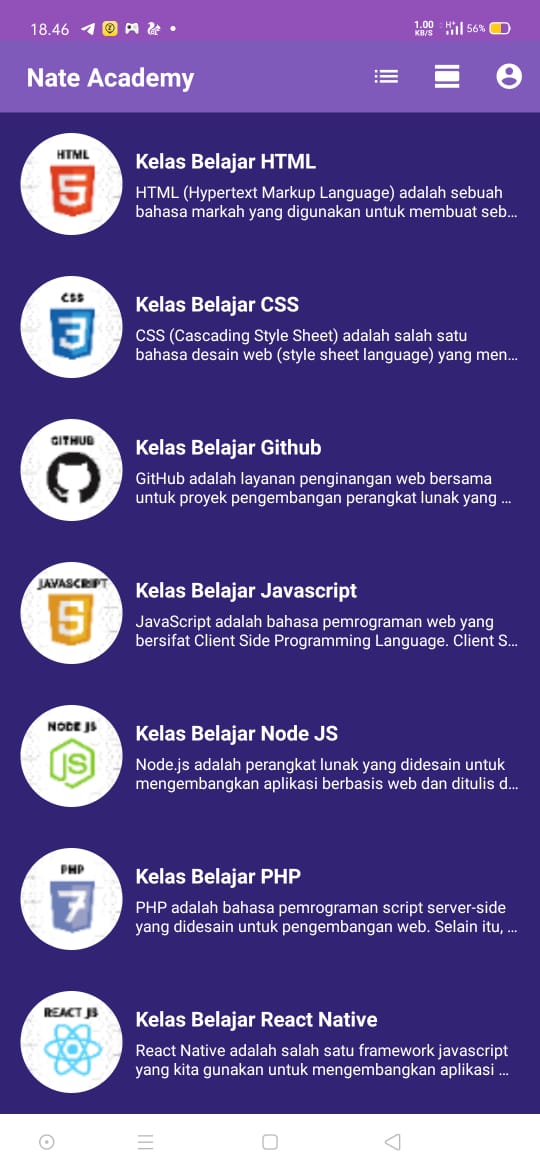 18.46
1.00 KB/S
56%
Nate Academy
HTML
5
Kelas Belajar HTML
HTML (Hypertext Markup Language) adalah sebuah
bahasa markah yang digunakan untuk membuat seb...
CSS
3
Kelas Belajar CSS
CSS (Cascading Style Sheet) adalah salah satu
bahasa desain web (style sheet language) yang men...
GITHUB
Kelas Belajar Github
GitHub adalah layanan penginangan web bersama
untuk proyek pengembangan perangkat lunak yang ...
JAVASCRIPT
5
Kelas Belajar Javascript
JavaScript adalah bahasa pemrograman web yang
bersifat Client Side Programming Language. Client S...
NODE JS
JS
Kelas Belajar Node JS
Node.js adalah perangkat lunak yang didesain untuk
mengembangkan aplikasi berbasis web dan ditulis d...
PHP
7
Kelas Belajar PHP
PHP adalah bahasa pemrograman script server-side
yang didesain untuk pengembangan web. Selain itu, ...
REACT JS
Kelas Belajar React Native
React Native adalah salah satu framework javascript
yang kita gunakan untuk mengembangkan aplikasi ...